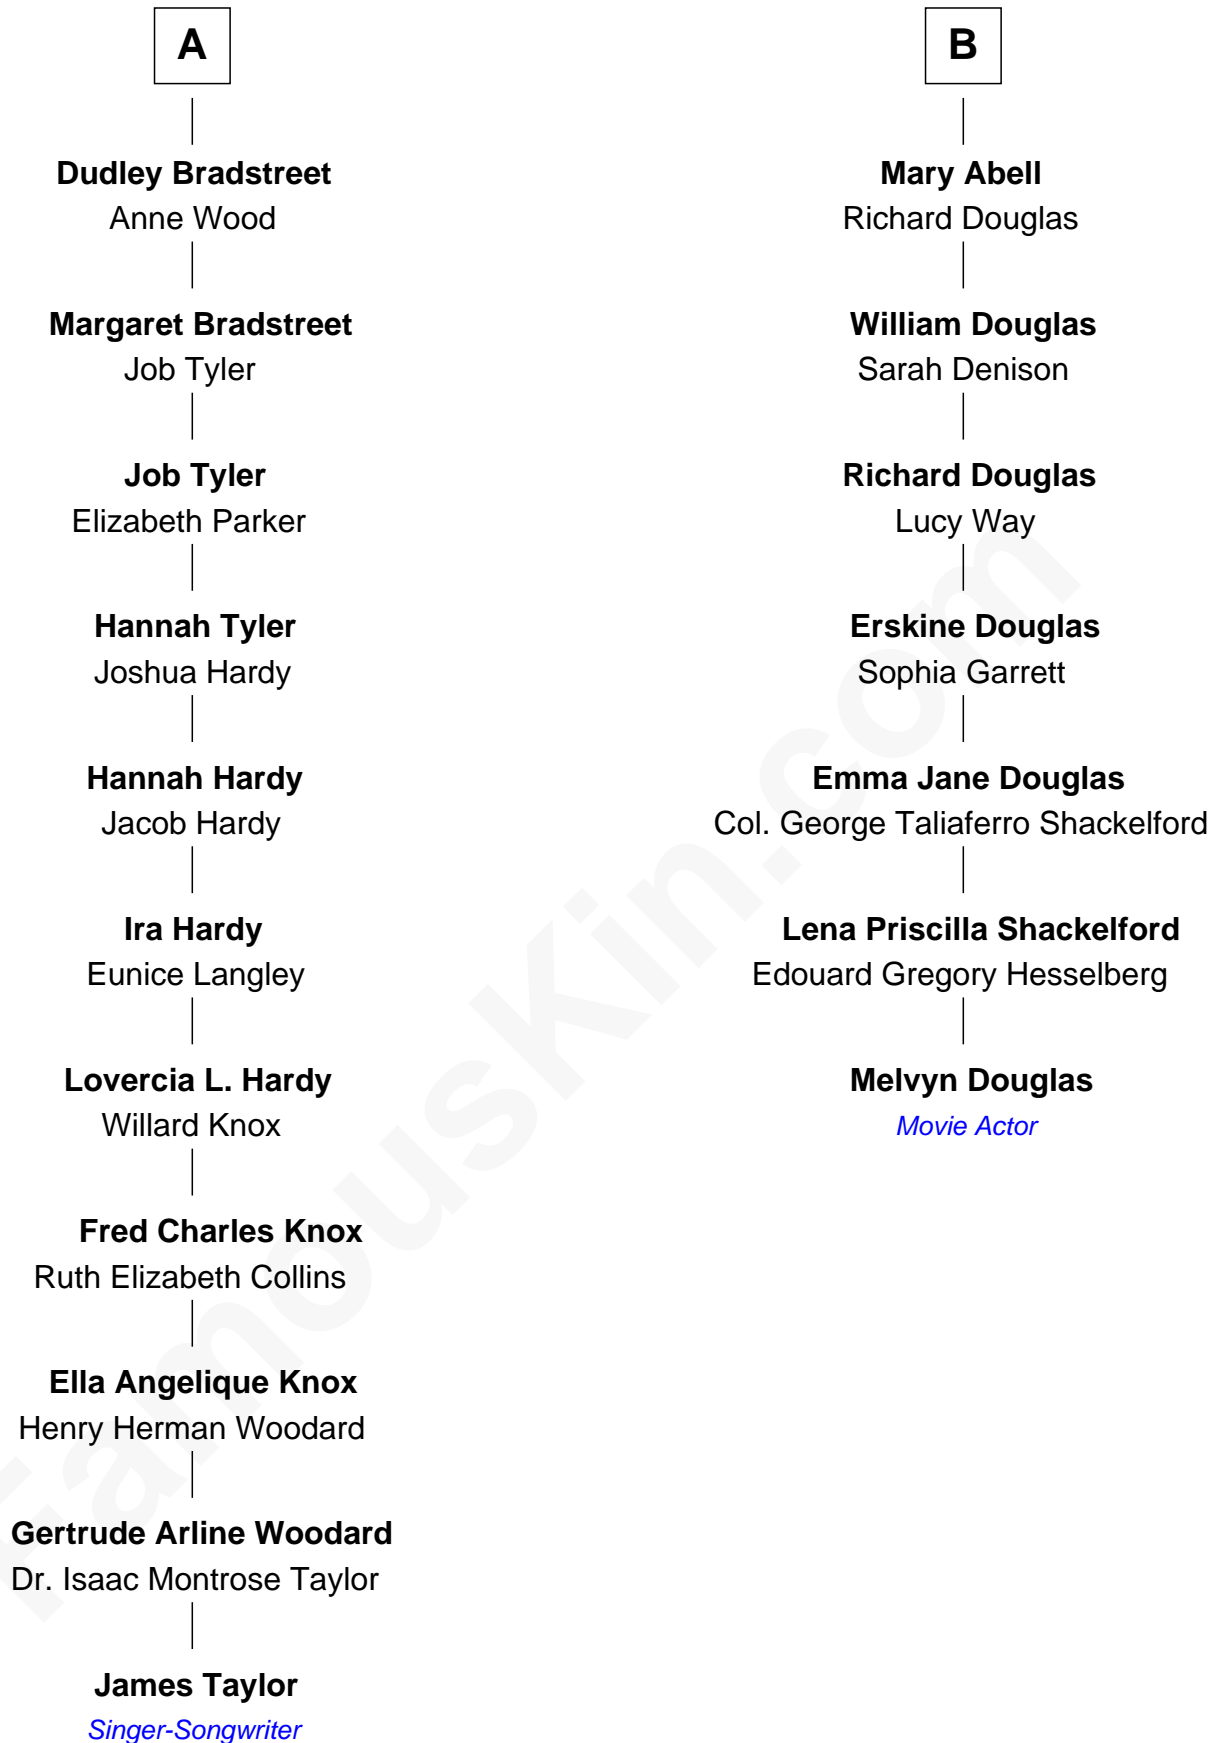 A
Dudley Bradstreet
Anne Wood
Margaret Bradstreet
Job Tyler
Job Tyler
Elizabeth Parker
Hannah Tyler
Joshua Hardy
Hannah Hardy
Jacob Hardy
Ira Hardy
Eunice Langley
Lovercia L. Hardy
Willard Knox
Fred Charles Knox
Ruth Elizabeth Collins
Ella Angelique Knox
Henry Herman Woodard
Gertrude Arline Woodard
Dr. Isaac Montrose Taylor
James Taylor
Singer-Songwriter
B
Mary Abell
Richard Douglas
William Douglas
Sarah Denison
Richard Douglas
Lucy Way
Erskine Douglas
Sophia Garrett
Emma Jane Douglas
Col. George Taliaferro Shackelford
Lena Priscilla Shackelford
Edouard Gregory Hesselberg
Melvyn Douglas
Movie Actor
FamousKin.com